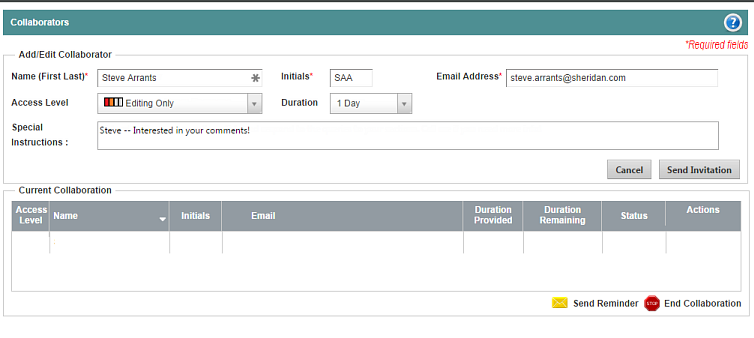 Collaborators ?
*Required fields
Add/Edit Collaborator
Name (First Last)* Steve Arrants Initials* SAA Email Address* steve.arrants@sheridan.com
Access Level Editing Only Duration 1 Day
Special Instructions : Steve -- Interested in your comments!
Cancel Send Invitation
Current Collaboration
Access Level Name Initials Email Duration Provided Duration Remaining Status Actions
Send Reminder STOP End Collaboration